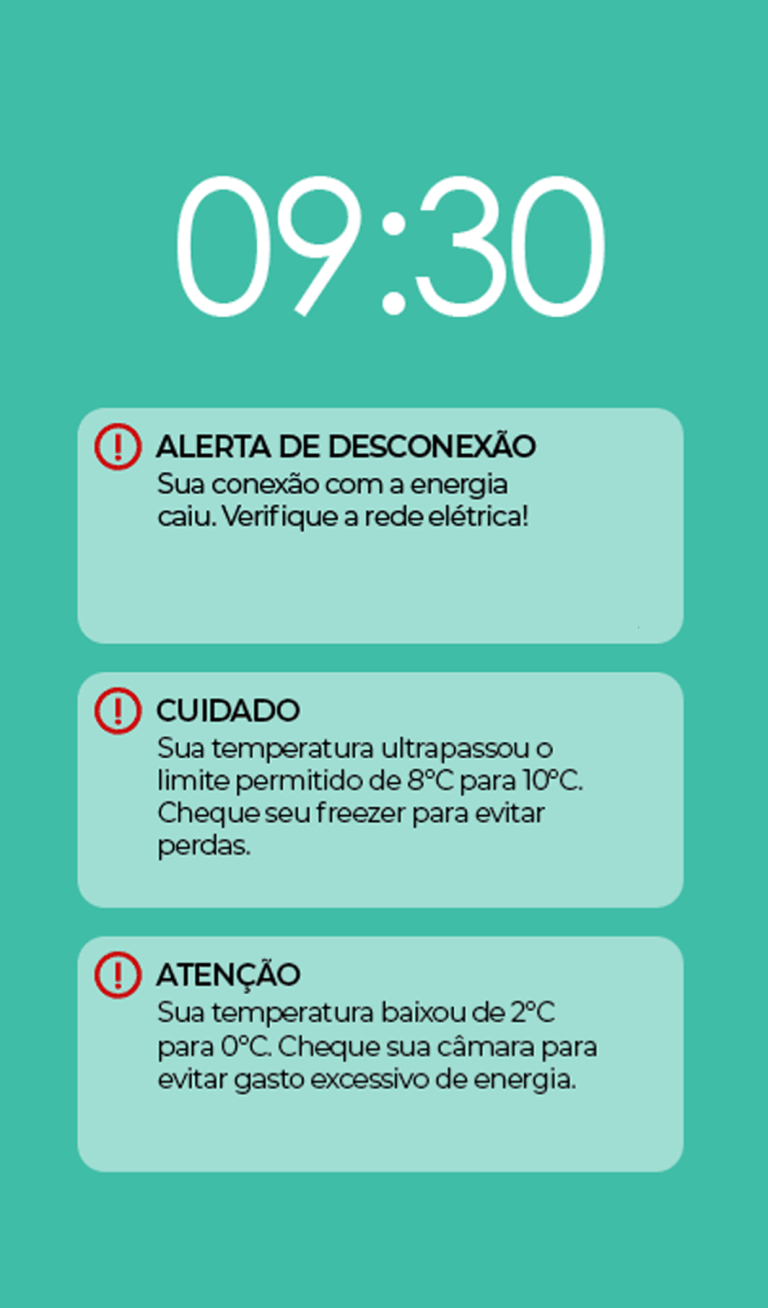 09:30
ALERTA DE DESCONEXÃO
Sua conexão com a energia
caiu. Verifique a rede elétrica!
CUIDADO
Sua temperatura ultrapassou o
limite permitido de 8°C para 10°C.
Cheque seu freezer para evitar
perdas.
ATENÇÃO
Sua temperatura baixou de 2°C
para 0°C. Cheque sua câmara para
evitar gasto excessivo de energia.